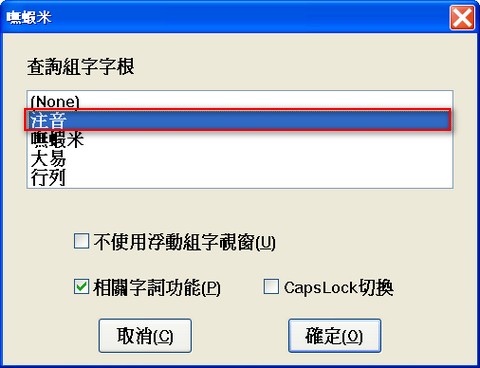 嘸蝦米
查詢組字字根
(None)
注音
嘸蝦米
大易
行列
不使用浮動組字視窗(U)
相關字詞功能(P)
CapsLock切換
取消(C)
確定(O)